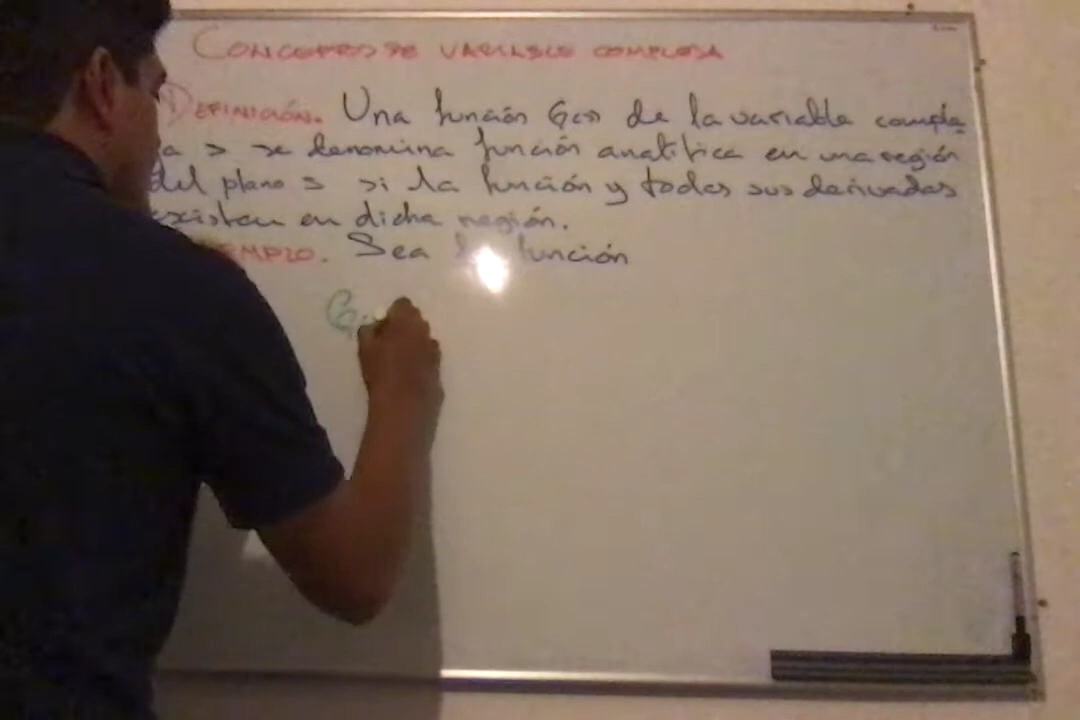 CONCEPTOS DE VARIABLE COMPLEJA
DEFINICIÓN. Una función G(s) de la variable comple-
ja s se denomina función analítica en una región
del plano s si la función y todas sus derivadas
existen en dicha región.
EMPLO. Sea la función
G(